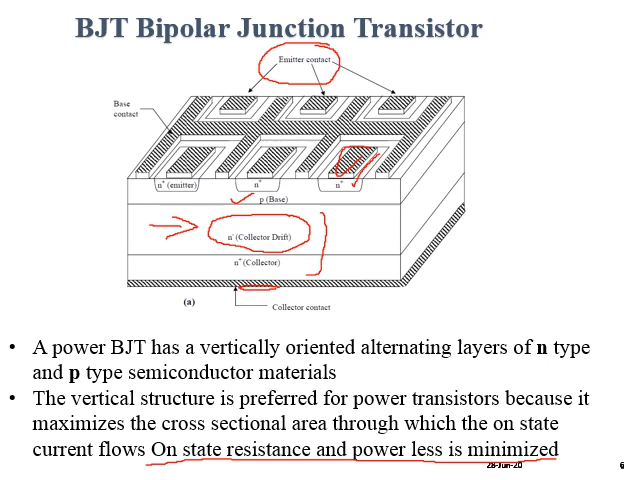 BJT Bipolar Junction Transistor
Emitter contact
Base
contact
n+ (emitter)
n+
n+
p (Base)
n- (Collector Drift)
n+ (Collector)
(a)
Collector contact
• A power BJT has a vertically oriented alternating layers of n type
and p type semiconductor materials
• The vertical structure is preferred for power transistors because it
maximizes the cross sectional area through which the on state
current flows On state resistance and power less is minimized
28-Jun-20
6